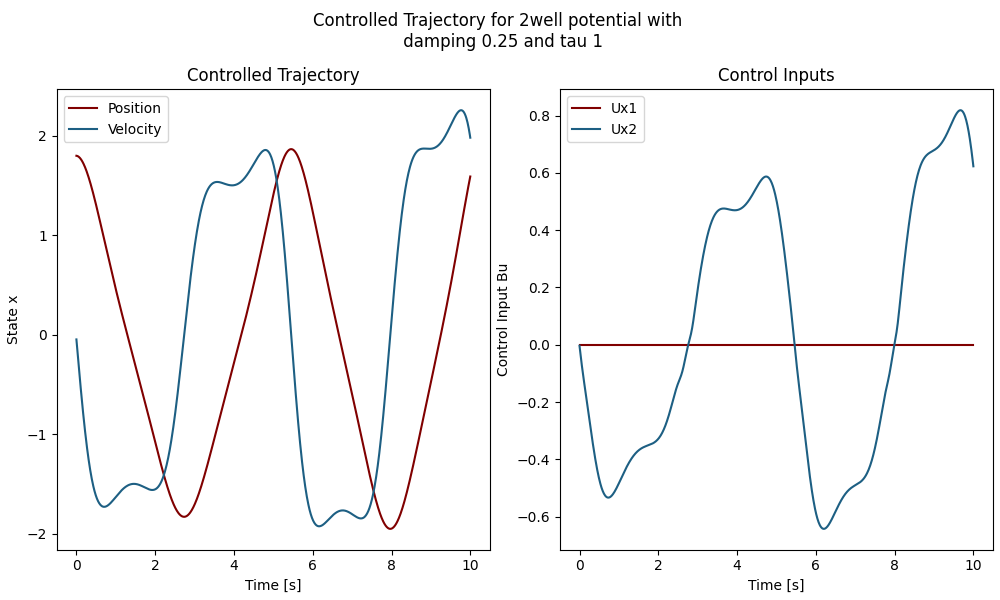 Controlled Trajectory for 2well potential with
damping 0.25 and tau 1
Controlled Trajectory
Position
Velocity
2
1
0
−1
−2
State x
0
2
4
6
8
10
Time [s]
Control Inputs
Ux1
Ux2
0.8
0.6
0.4
0.2
0.0
−0.2
−0.4
−0.6
Control Input Bu
0
2
4
6
8
10
Time [s]